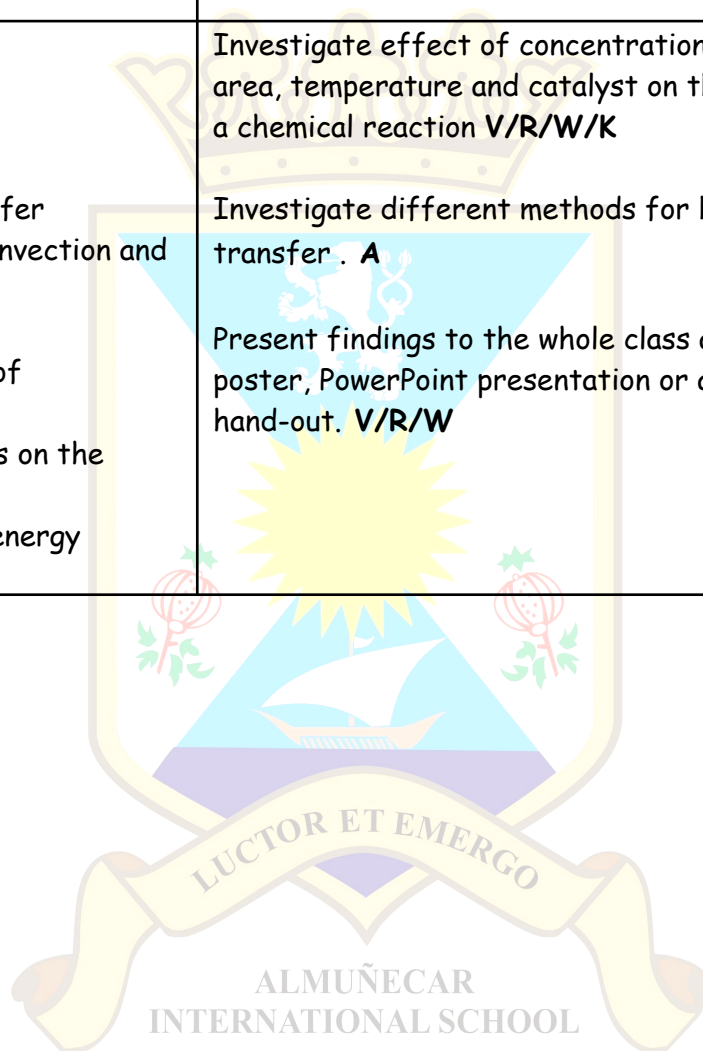 fer
nvection and
of
s on the
energy
Investigate effect of concentration
area, temperature and catalyst on t
a chemical reaction V/R/W/K
Investigate different methods for
transfer . A
Present findings to the whole class
poster, PowerPoint presentation or
hand-out. V/R/W
LUCTOR ET EMERGO
ALMUÑECAR
INTERNATIONAL SCHOOL